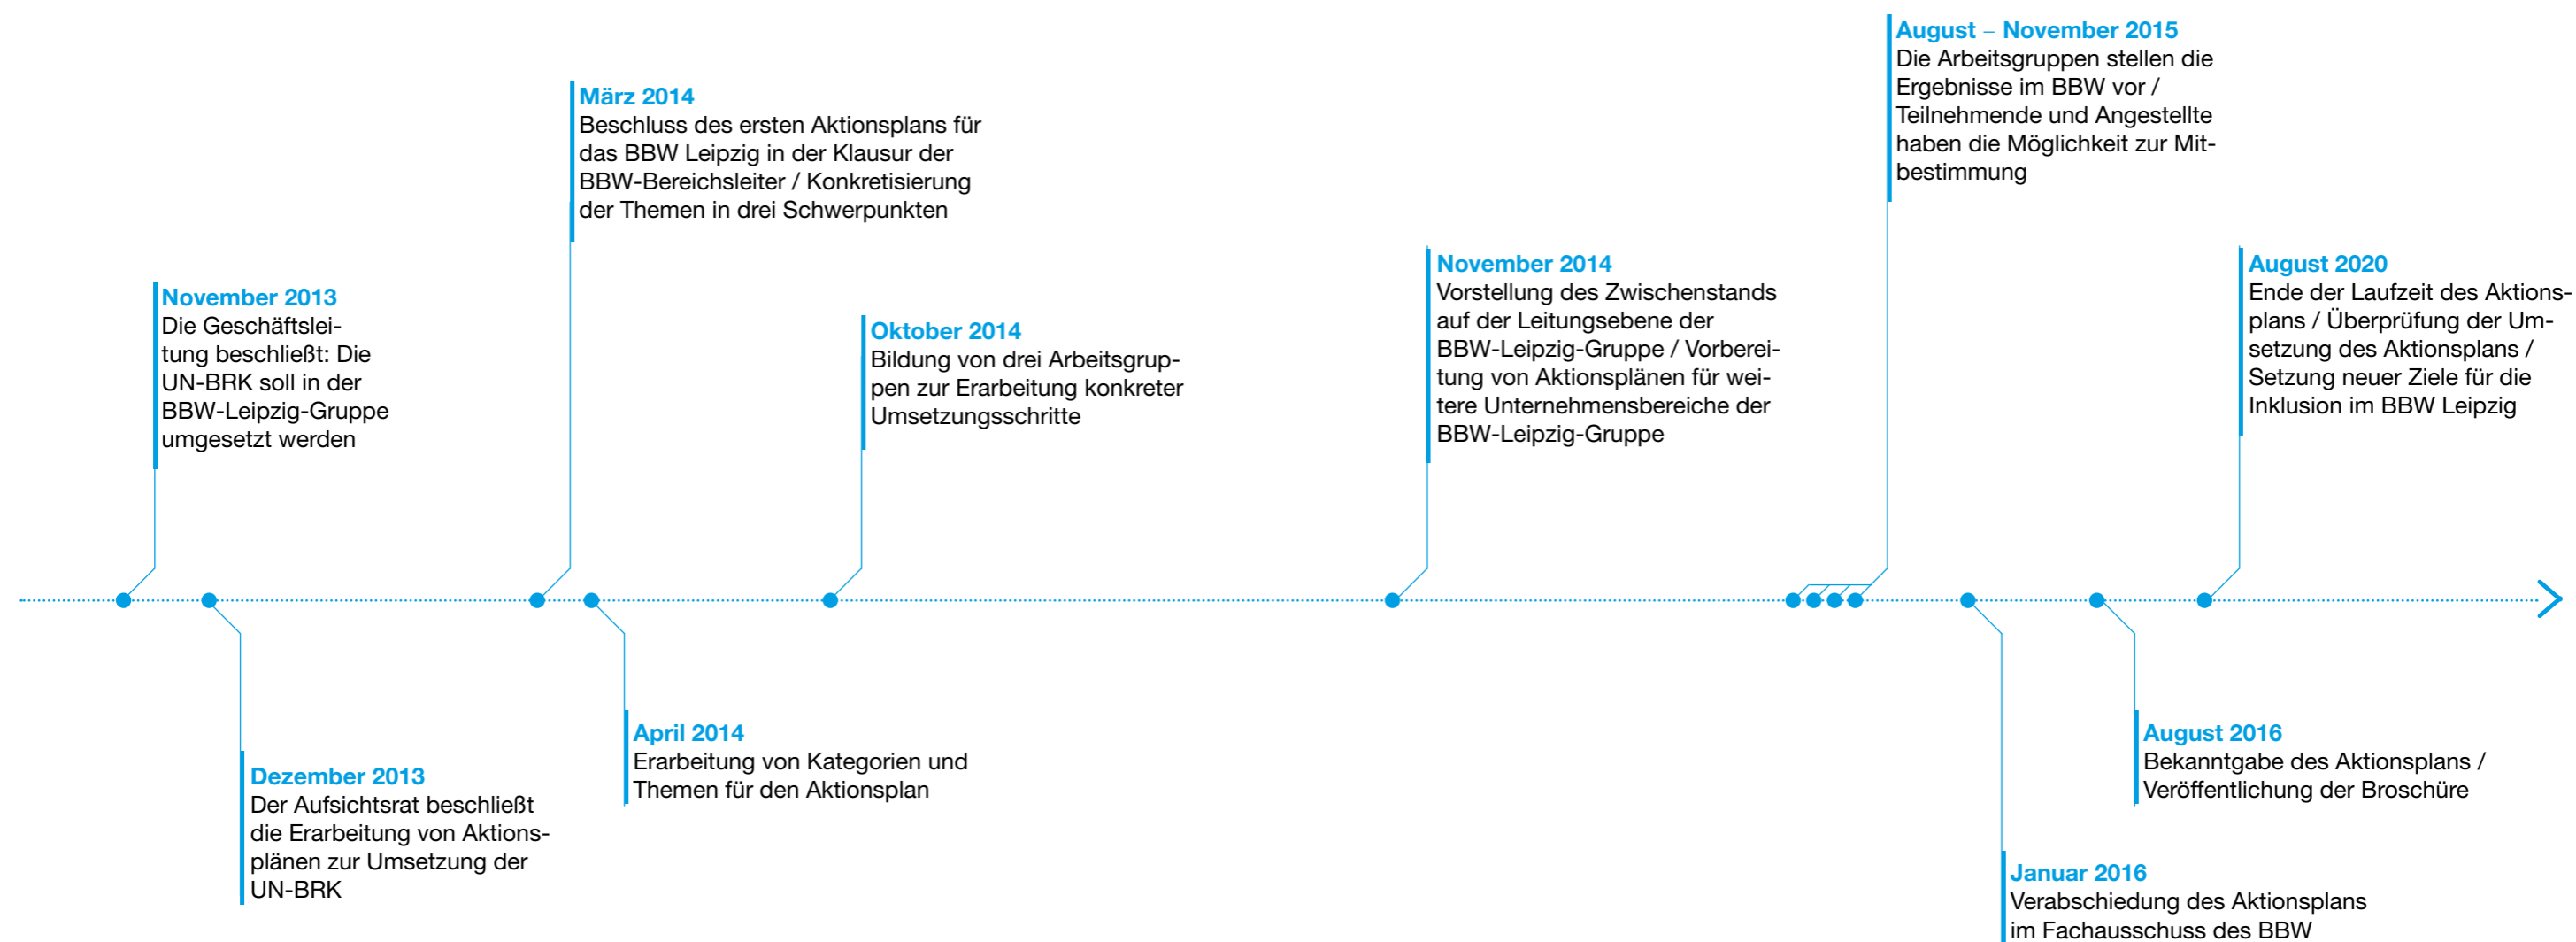 November 2013
Die Geschäftslei-
tung beschließt: Die
UN-BRK soll in der
BBW-Leipzig-Gruppe
umgesetzt werden
Dezember 2013
Der Aufsichtsrat beschließt
die Erarbeitung von Aktions-
plänen zur Umsetzung der
UN-BRK
März 2014
Beschluss des ersten Aktionsplans für
das BBW Leipzig in der Klausur der
BBW-Bereichsleiter / Konkretisierung
der Themen in drei Schwerpunkten
April 2014
Erarbeitung von Kategorien und
Themen für den Aktionsplan
Oktober 2014
Bildung von drei Arbeitsgrup-
pen zur Erarbeitung konkreter
Umsetzungsschritte
November 2014
Vorstellung des Zwischenstands
auf der Leitungsebene der
BBW-Leipzig-Gruppe / Vorberei-
tung von Aktionsplänen für wei-
tere Unternehmensbereiche der
BBW-Leipzig-Gruppe
August – November 2015
Die Arbeitsgruppen stellen die
Ergebnisse im BBW vor /
Teilnehmende und Angestellte
haben die Möglichkeit zur Mit-
bestimmung
Januar 2016
Verabschiedung des Aktionsplans
im Fachausschuss des BBW
August 2016
Bekanntgabe des Aktionsplans /
Veröffentlichung der Broschüre
August 2020
Ende der Laufzeit des Aktions-
plans / Überprüfung der Um-
setzung des Aktionsplans /
Setzung neuer Ziele für die
Inklusion im BBW Leipzig